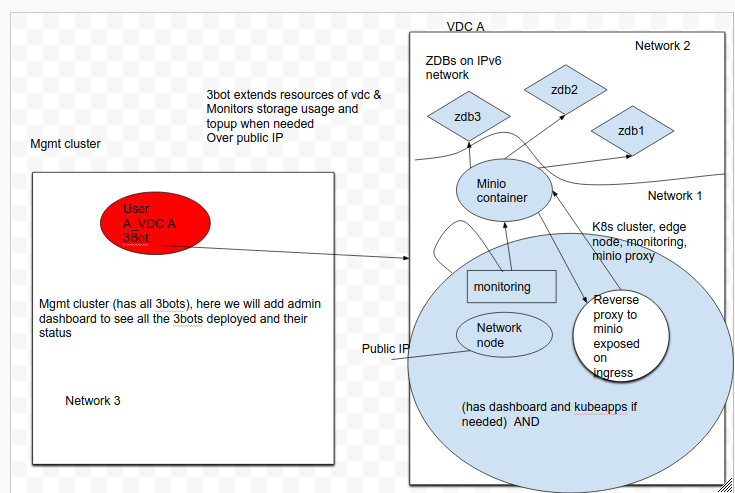 VDC A
Network 2
ZDBs on IPv6
network
zdb2
zdb3
zdb1
3bot extends resources of vdc &
Monitors storage usage and
topup when needed
Over public IP
Mgmt cluster
User
A_VDC A
3Bot
Minio
container
Network 1
K8s cluster, edge
node, monitoring,
minio proxy
monitoring
Mgmt cluster (has all 3bots), here we will add admin
dashboard to see all the 3bots deployed and their
status
Reverse
proxy to
minio
exposed
on
ingress
Network
node
Public IP
Network 3
(has dashboard and kubeapps if
needed) AND